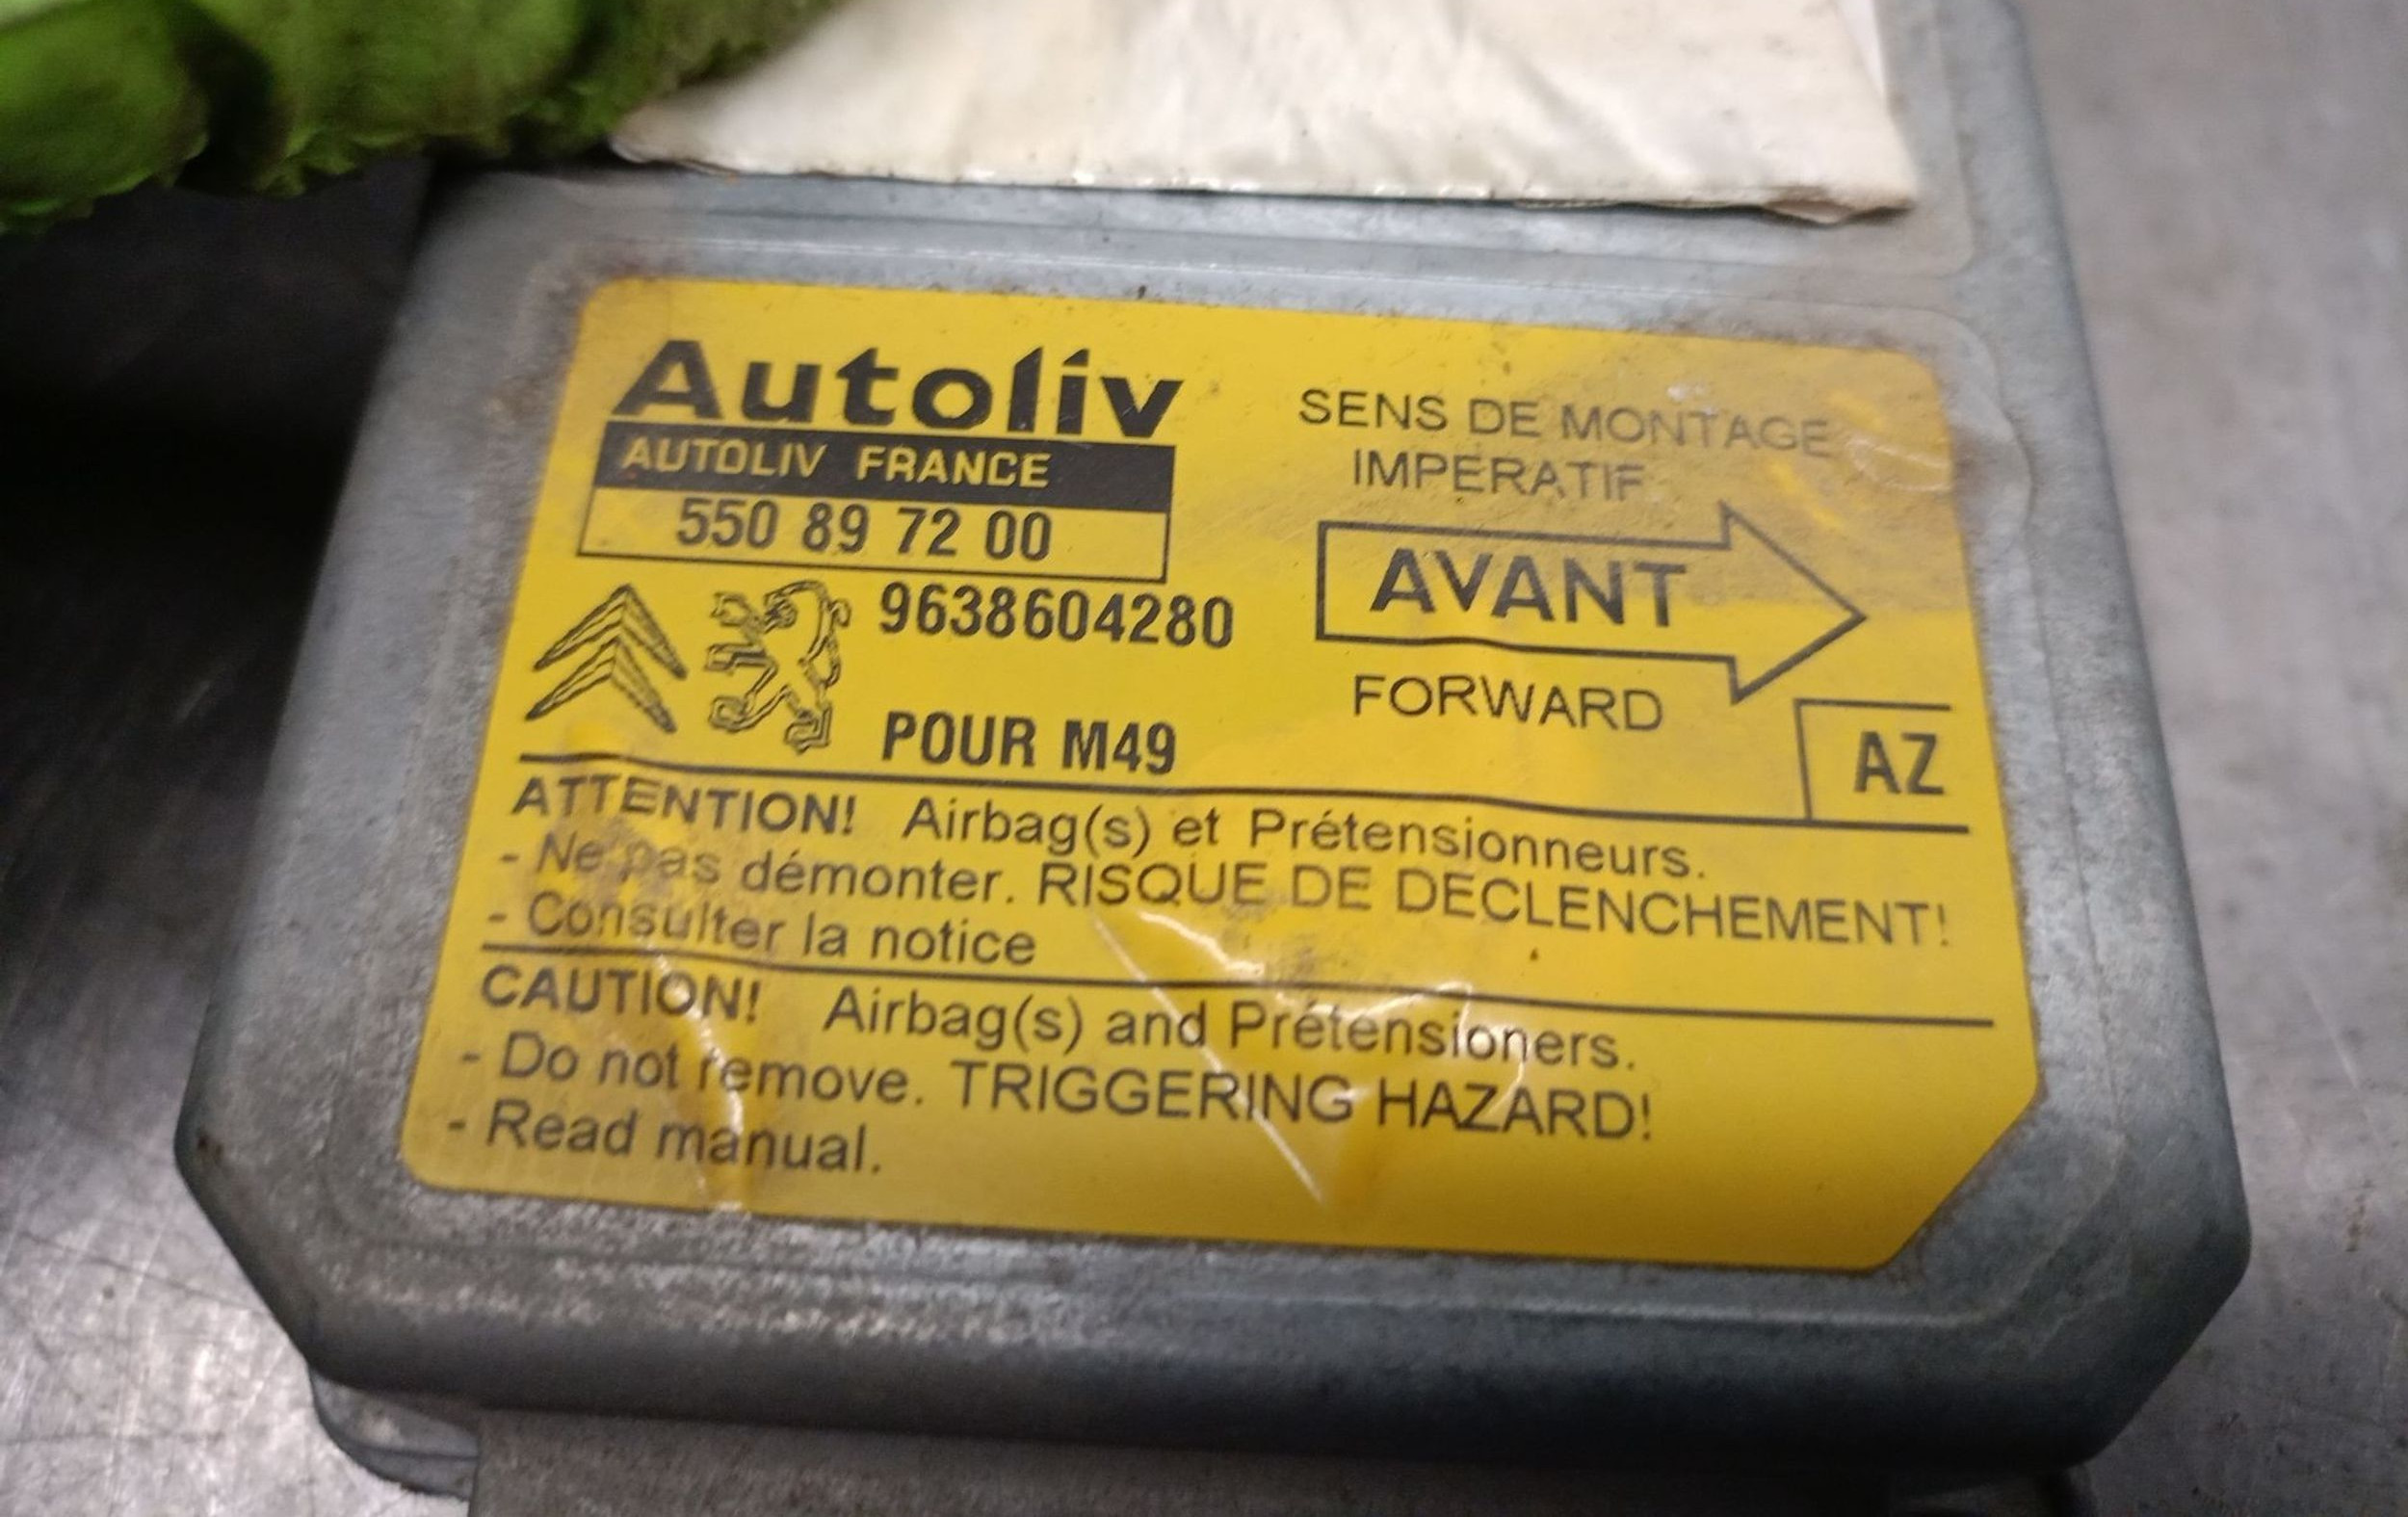 Autoliv
AUTOLIV FRANCE
550 89 72 00
9638604280
POUR M49
SENS DE MONTAGE
IMPERATIF
AVANT
FORWARD
AZ
ATTENTION! Airbag(s) et Prétensionneurs.
- Ne pas démonter. RISQUE DE DECLENCHEMENT!
- Consulter la notice
CAUTION! Airbag(s) and Prétensioners.
- Do not remove. TRIGGERING HAZARD!
- Read manual.